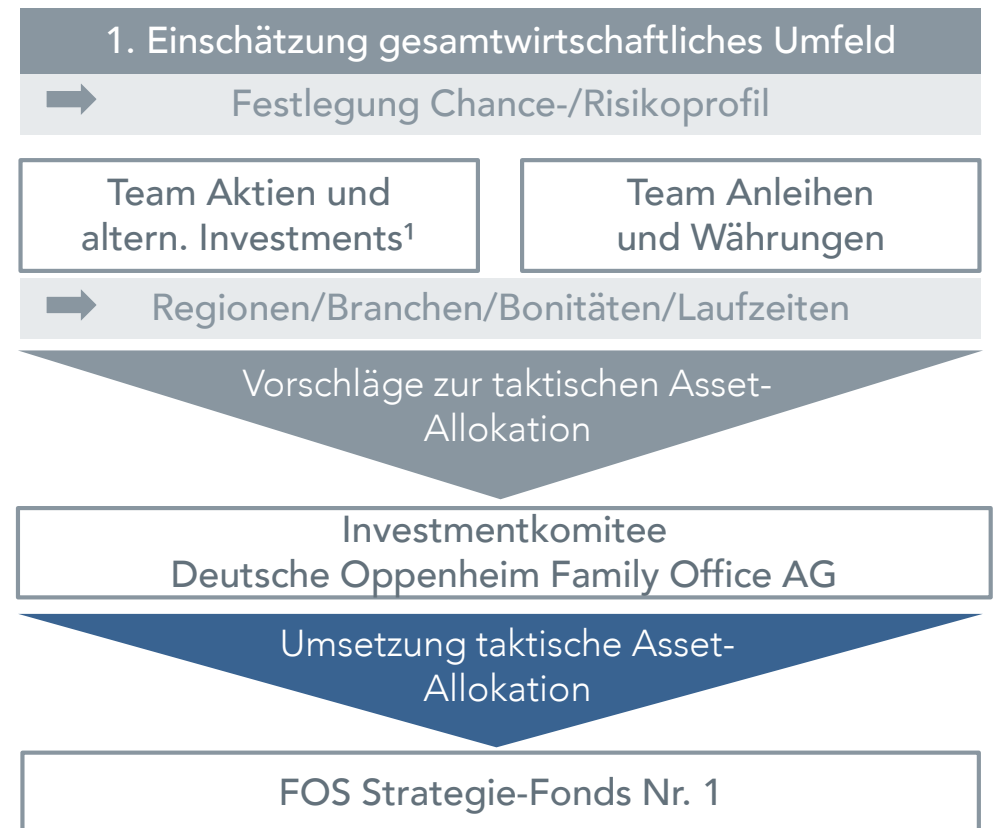 1. Einschätzung gesamtwirtschaftliches Umfeld
Festlegung Chance-/Risikoprofil
Team Aktien und
altern. Investments¹
Team Anleihen
und Währungen
Regionen/Branchen/Bonitäten/Laufzeiten
Vorschläge zur taktischen Asset-
Allokation
Investmentkomitee
Deutsche Oppenheim Family Office AG
Umsetzung taktische Asset-
Allokation
FOS Strategie-Fonds Nr. 1